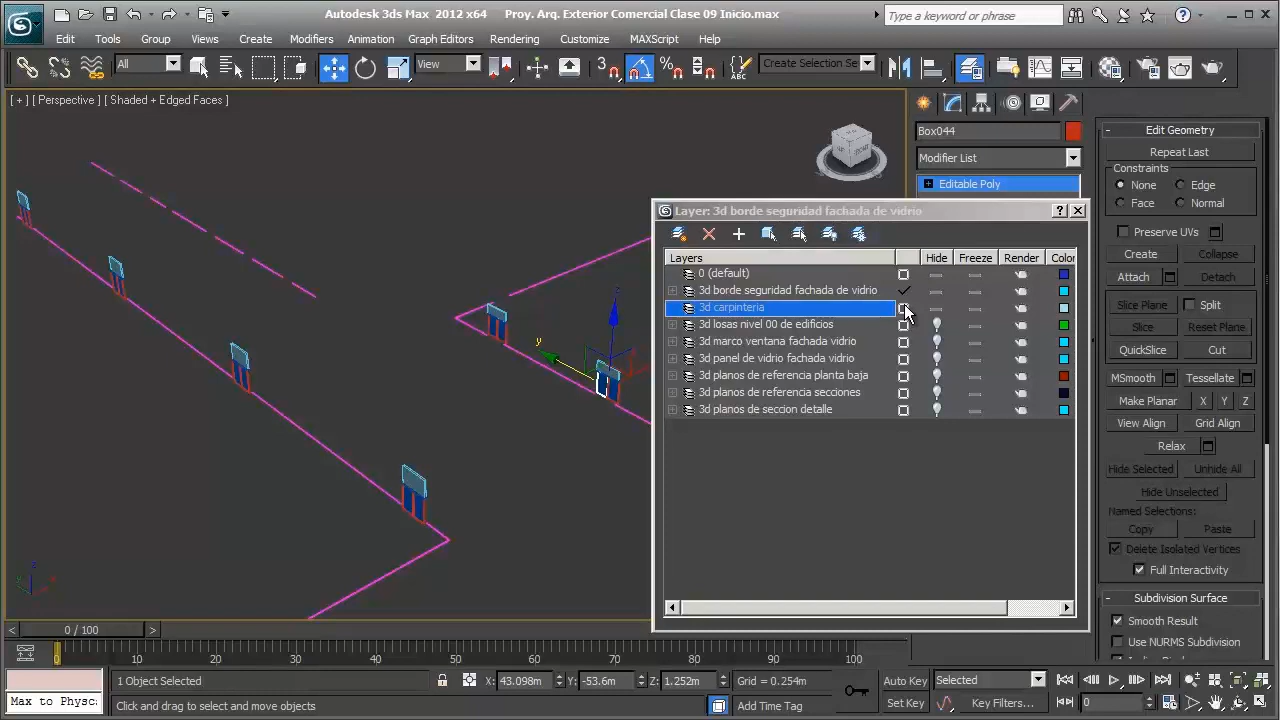 Autodesk 3ds Max 2012 x64 Proy. Arq. Exterior Comercial Clase 09 Inicio.max
Type a keyword or phrase
Edit Tools Group Views Create Modifiers Animation Graph Editors Rendering Customize MAXScript Help
All View 3 Create Selection Se
[ + ] [ Perspective ] [ Shaded + Edged Faces ]
Box044
Modifier List
Editable Poly
Layer: 3d borde seguridad fachada de vidrio
Layers Hide Freeze Render Color
0 (default)
3d borde seguridad fachada de vidrio
3d carpinteria
3d losas nivel 00 de edificios
3d marco ventana fachada vidrio
3d panel de vidrio fachada vidrio
3d planos de referencia planta baja
3d planos de referencia secciones
3d planos de seccion detalle
z
y
Edit Geometry
Repeat Last
Constraints
None Edge
Face Normal
Preserve UVs
Create Collapse
Attach Detach
Slice Plane Split
Slice Reset Plane
QuickSlice Cut
MSmooth Tessellate
Make Planar X Y Z
View Align Grid Align
Relax
Hide Selected Unhide All
Hide Unselected
Named Selections:
Copy Paste
Delete Isolated Vertices
Full Interactivity
Subdivision Surface
Smooth Result
Use NURMS Subdivision
0 / 100
0 10 20 30 40 50 60 70 80 90 100
1 Object Selected X: 43.098m Y: -53.6m Z: 1.252m Grid = 0.254m Auto Key Selected
Max to Physc: Click and drag to select and move objects Add Time Tag Set Key Key Filters... 0